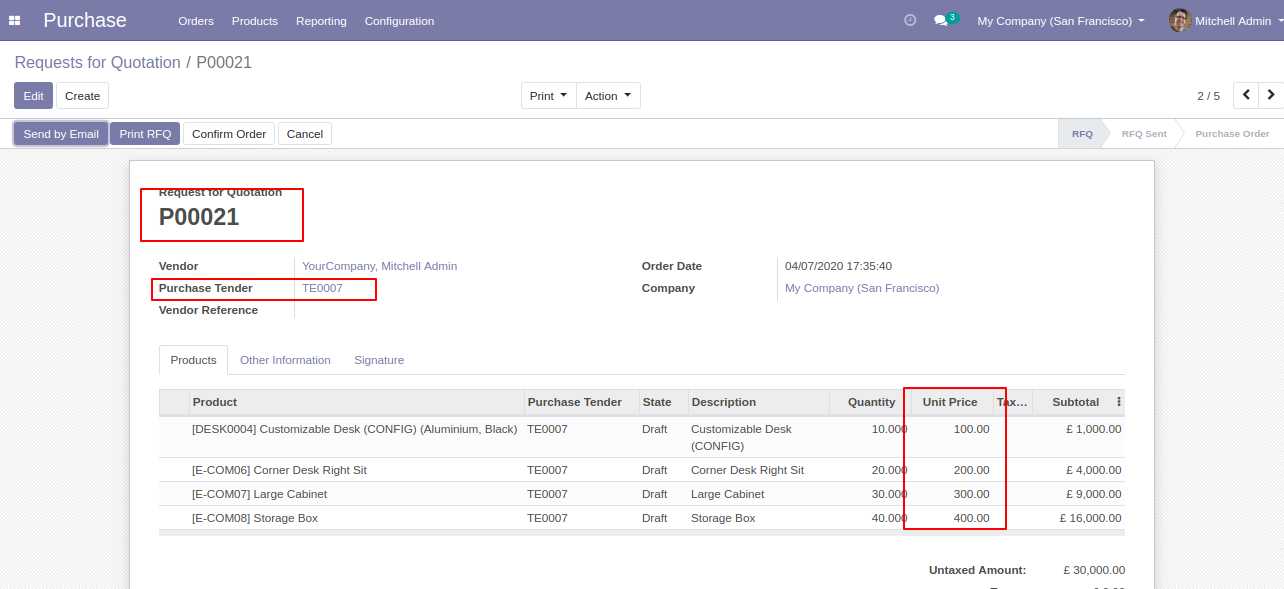 Purchase Orders Products Reporting Configuration 3 My Company (San Francisco) Mitchell Admin
Requests for Quotation / P00021
Edit Create Print Action 2 / 5
Send by Email Print RFQ Confirm Order Cancel RFQ RFQ Sent Purchase Order
Request for Quotation
P00021
Vendor YourCompany, Mitchell Admin Order Date 04/07/2020 17:35:40
Purchase Tender TE0007 Company My Company (San Francisco)
Vendor Reference
Products Other Information Signature
Product Purchase Tender State Description Quantity Unit Price Tax… Subtotal
[DESK0004] Customizable Desk (CONFIG) (Aluminium, Black) TE0007 Draft Customizable Desk 10.000 100.00 £ 1,000.00
(CONFIG)
[E-COM06] Corner Desk Right Sit TE0007 Draft Corner Desk Right Sit 20.000 200.00 £ 4,000.00
[E-COM07] Large Cabinet TE0007 Draft Large Cabinet 30.000 300.00 £ 9,000.00
[E-COM08] Storage Box TE0007 Draft Storage Box 40.000 400.00 £ 16,000.00
Untaxed Amount: £ 30,000.00